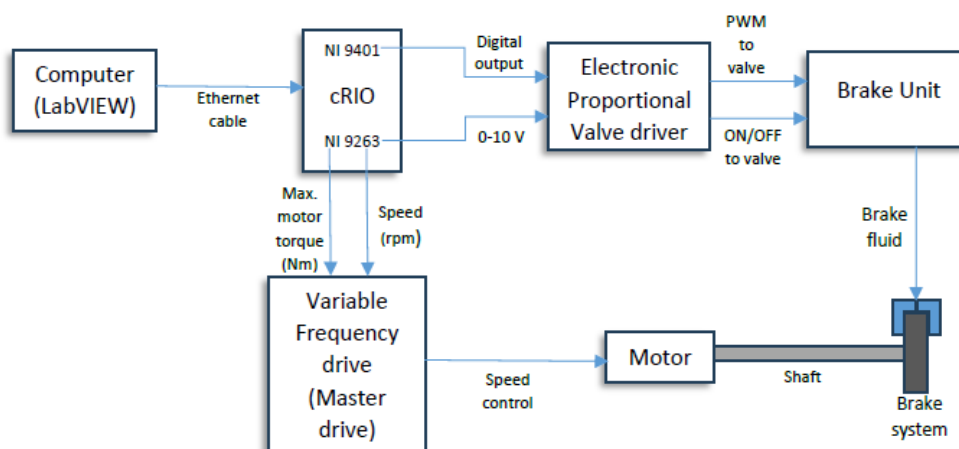 Computer
(LabVIEW)
Ethernet
cable
NI 9401
cRIO
NI 9263
Digital
output
0-10 V
Electronic
Proportional
Valve driver
PWM
to
valve
ON/OFF
to valve
Brake Unit
Max.
motor
torque
(Nm)
Speed
(rpm)
Brake
fluid
Variable
Frequency
drive
(Master
drive)
Speed
control
Motor
Shaft
Brake
system